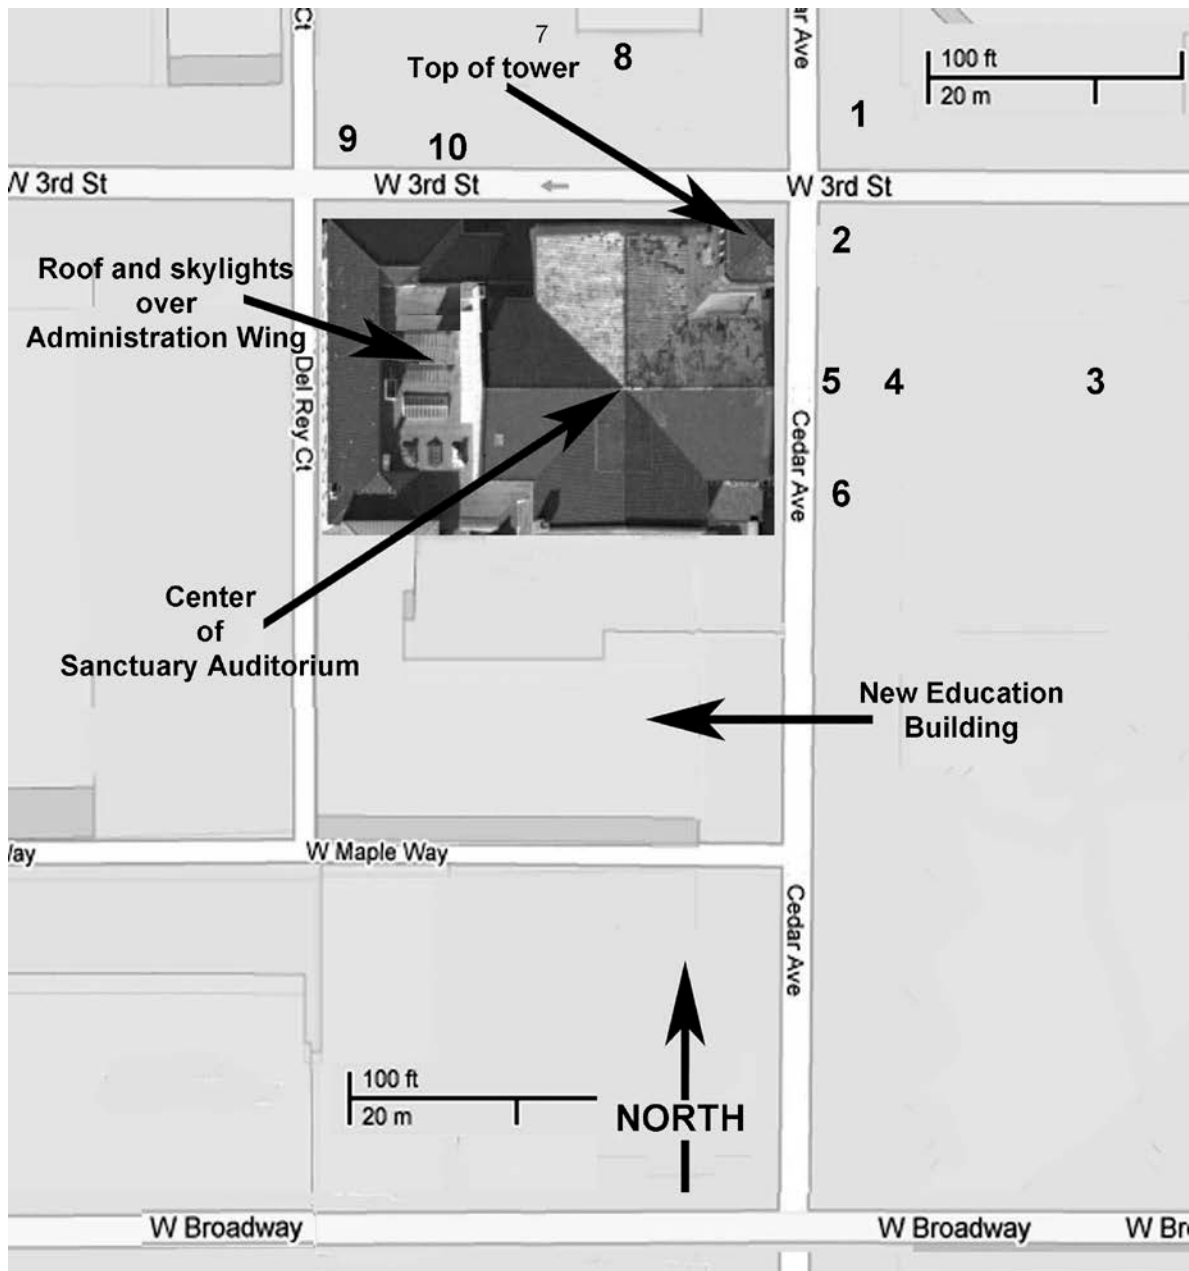 Ct
ar Ave
7
8
Top of tower
100 ft
20 m
1
9
10
W 3rd St
W 3rd St
W 3rd St
2
Roof and skylights
over
Administration Wing
Del Rey Ct
5
4
3
Cedar Ave
6
Center
of
Sanctuary Auditorium
New Education
Building
Way
W Maple Way
Cedar Ave
100 ft
20 m
NORTH
W Broadway
W Broadway
W Br